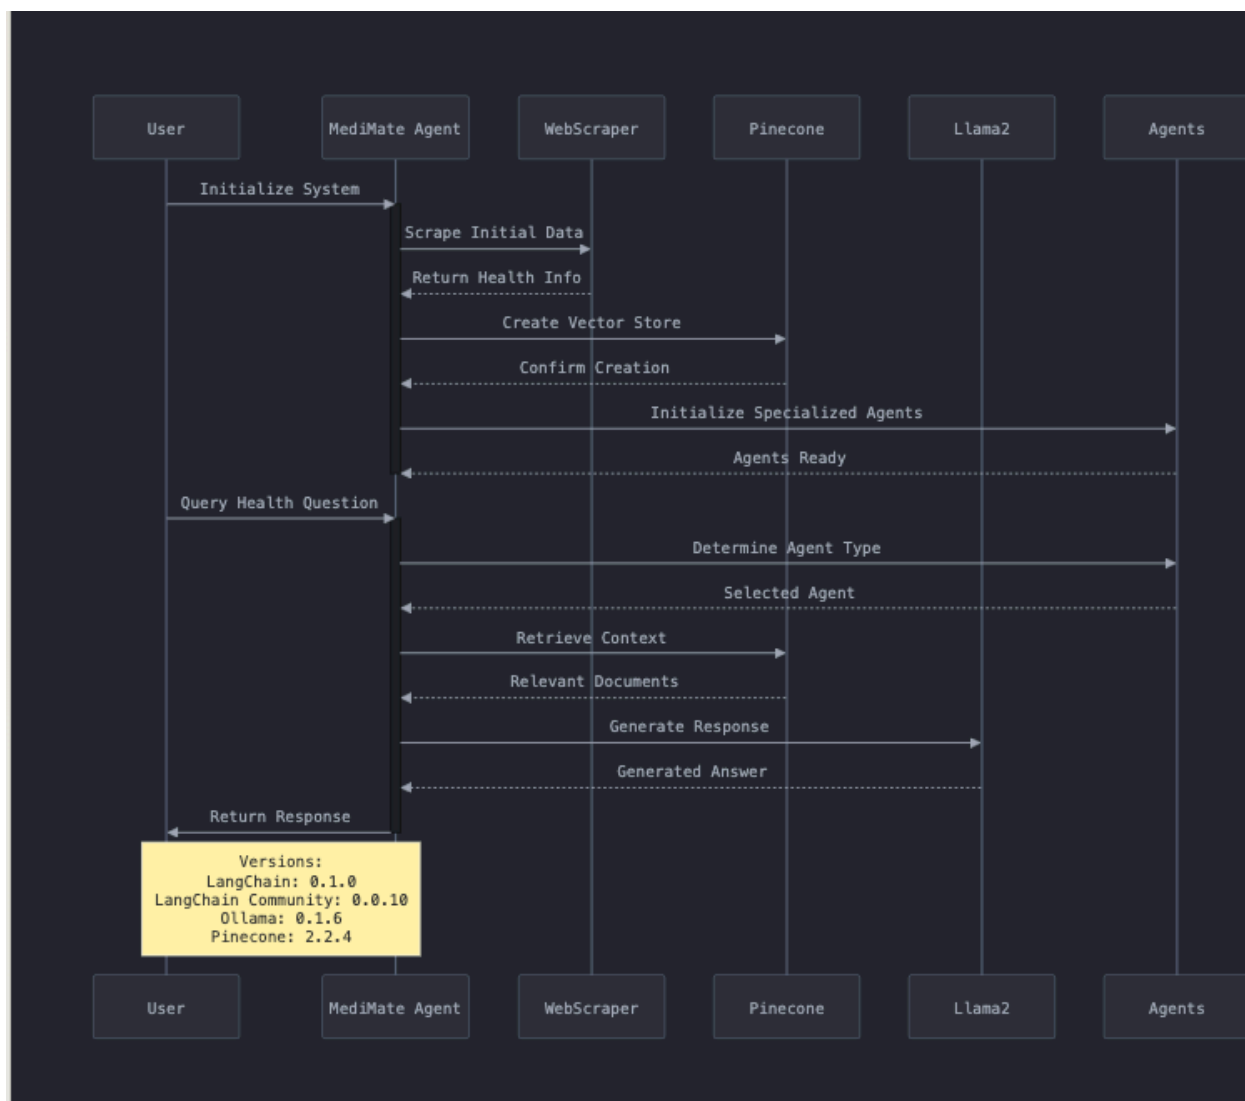 User
MediMate Agent
WebScraper
Pinecone
Llama2
Agents
Initialize System
Scrape Initial Data
Return Health Info
Create Vector Store
Confirm Creation
Initialize Specialized Agents
Agents Ready
Query Health Question
Determine Agent Type
Selected Agent
Retrieve Context
Relevant Documents
Generate Response
Generated Answer
Return Response
Versions:
LangChain: 0.1.0
LangChain Community: 0.0.10
Ollama: 0.1.6
Pinecone: 2.2.4
User
MediMate Agent
WebScraper
Pinecone
Llama2
Agents